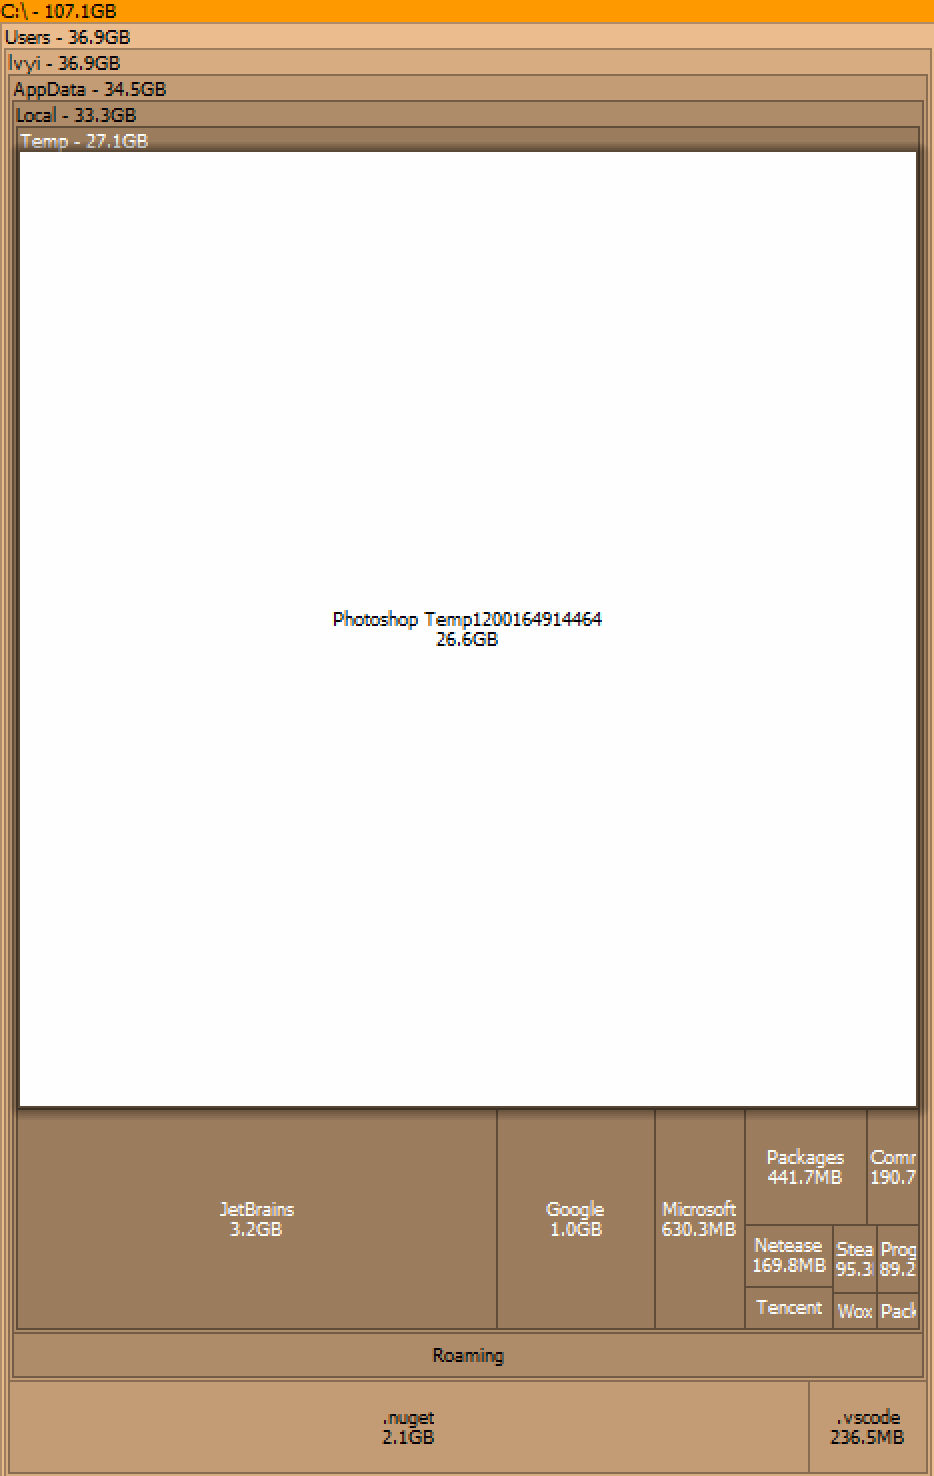 C:\ - 107.1GB
Users - 36.9GB
lvyi - 36.9GB
AppData - 34.5GB
Local - 33.3GB
Temp - 27.1GB
Photoshop Temp1200164914464
26.6GB
JetBrains
3.2GB
Google
1.0GB
Microsoft
630.3MB
Packages
441.7MB
Com
190.7
Netease
169.8MB
Stea
95.3
Prog
89.2
Tencent
Wox
Pack
Roaming
.nuget
2.1GB
.vscode
236.5MB